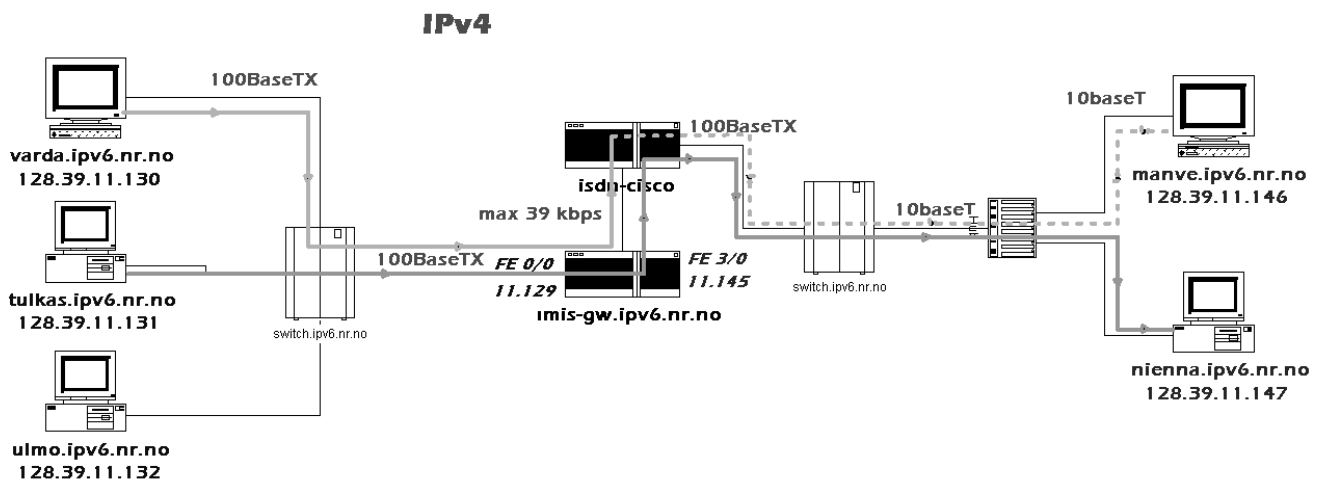 IPv4
100BaseTX
varda.ipv6.nr.no
128.39.11.130
tulkas.ipv6.nr.no
128.39.11.131
ulmo.ipv6.nr.no
128.39.11.132
switch.ipv6.nr.no
max 39 kbps
100BaseTX
isdn-cisco
100BaseTX
FE 0/0
11.129
FE 3/0
11.145
ımis-gw.ipv6.nr.no
switch.ipv6.nr.no
10baseT
10baseT
manve.ipv6.nr.no
128.39.11.146
nienna.ipv6.nr.no
128.39.11.147